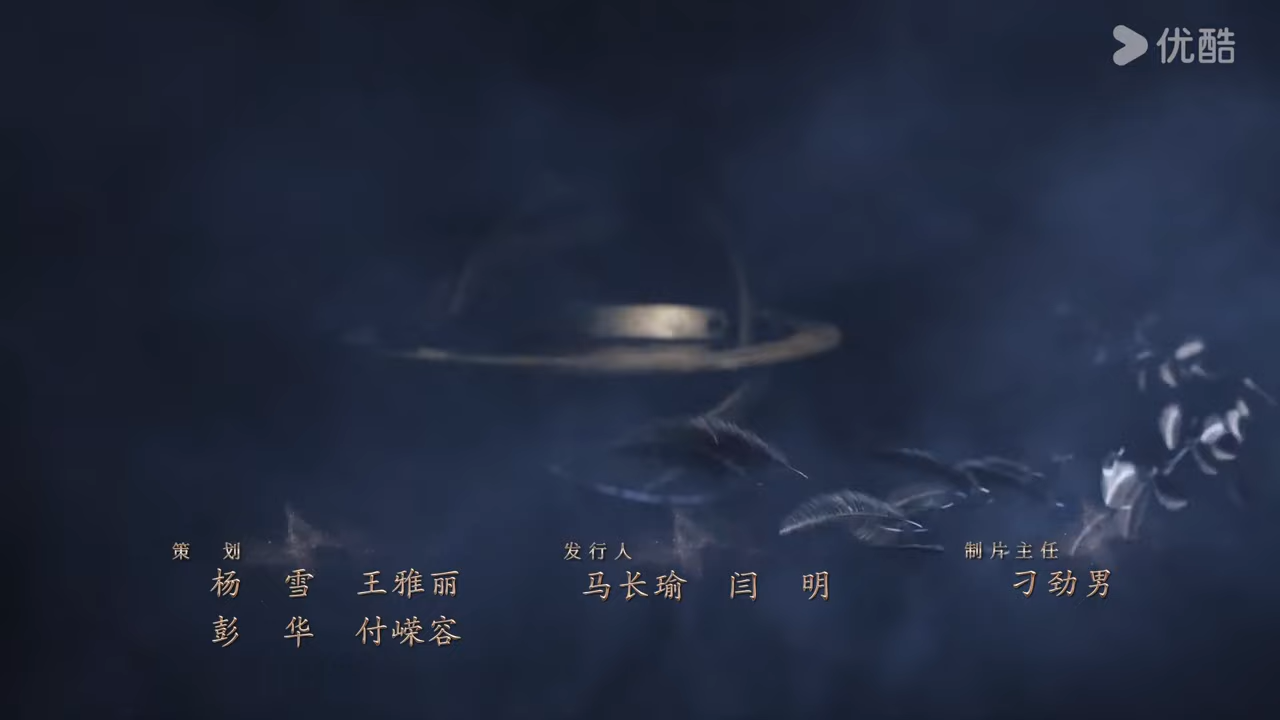 优酷
策 划
发行人
制片主任
杨 雪 王雅丽
马长瑜 闫 明
刁劲男
彭 华 付嵘容